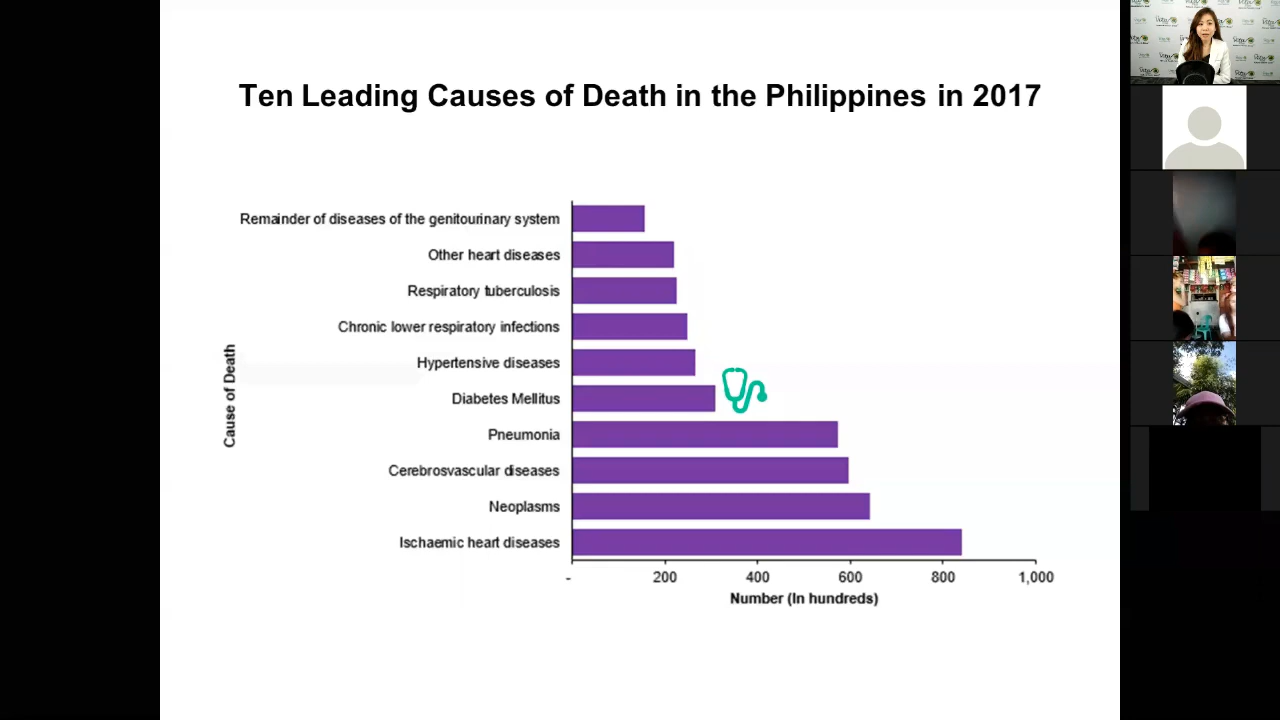 Ten Leading Causes of Death in the Philippines in 2017
Remainder of diseases of the genitourinary system
Other heart diseases
Respiratory tuberculosis
Chronic lower respiratory infections
Hypertensive diseases
Diabetes Mellitus
Pneumonia
Cerebrosvascular diseases
Neoplasms
Ischaemic heart diseases
Cause of Death
- 200 400 600 800 1,000
Number (In hundreds)